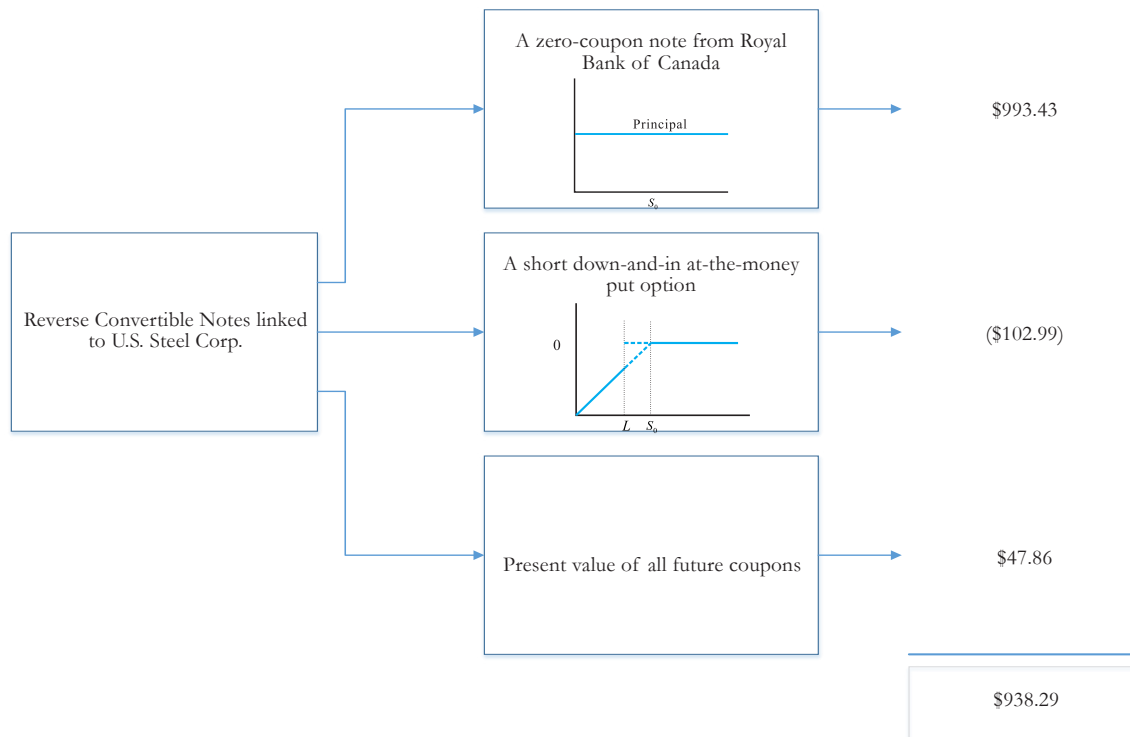 A zero-coupon note from Royal
Bank of Canada
Principal
S₀
$993.43
Reverse Convertible Notes linked
to U.S. Steel Corp.
A short down-and-in at-the-money
put option
0
L S₀
($102.99)
Present value of all future coupons
$47.86
$938.29